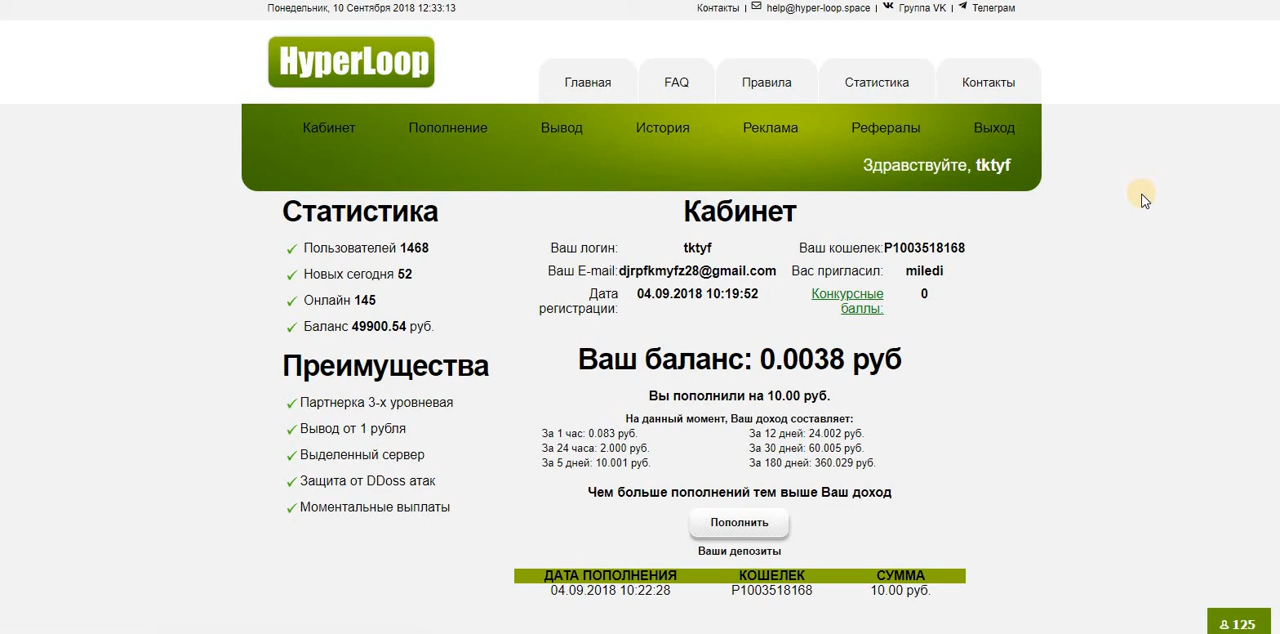 Понедельник, 10 Сентября 2018 12:33:13
Контакты | help@hyper-loop.space | Группа VK | Телеграм
HyperLoop
Главная FAQ Правила Статистика Контакты
Кабинет Пополнение Вывод История Реклама Рефералы Выход
Здравствуйте, tktyf
Статистика
Пользователей 1468
Новых сегодня 52
Онлайн 145
Баланс 49900.54 руб.
Преимущества
Партнерка 3-х уровневая
Вывод от 1 рубля
Выделенный сервер
Защита от DDoss атак
Моментальные выплаты
Кабинет
Ваш логин: tktyf Ваш кошелек: P1003518168
Ваш E-mail: djrpfkmyfz28@gmail.com Вас пригласил: miledi
Дата регистрации: 04.09.2018 10:19:52 Конкурсные баллы: 0
Ваш баланс: 0.0038 руб
Вы пополнили на 10.00 руб.
На данный момент, Ваш доход составляет:
За 1 час: 0.083 руб. За 12 дней: 24.002 руб.
За 24 часа: 2.000 руб. За 30 дней: 60.005 руб.
За 5 дней: 10.001 руб. За 180 дней: 360.029 руб.
Чем больше пополнений тем выше Ваш доход
Пополнить
Ваши депозиты
ДАТА ПОПОЛНЕНИЯ КОШЕЛЕК СУММА
04.09.2018 10:22:28 P1003518168 10.00 руб.
125